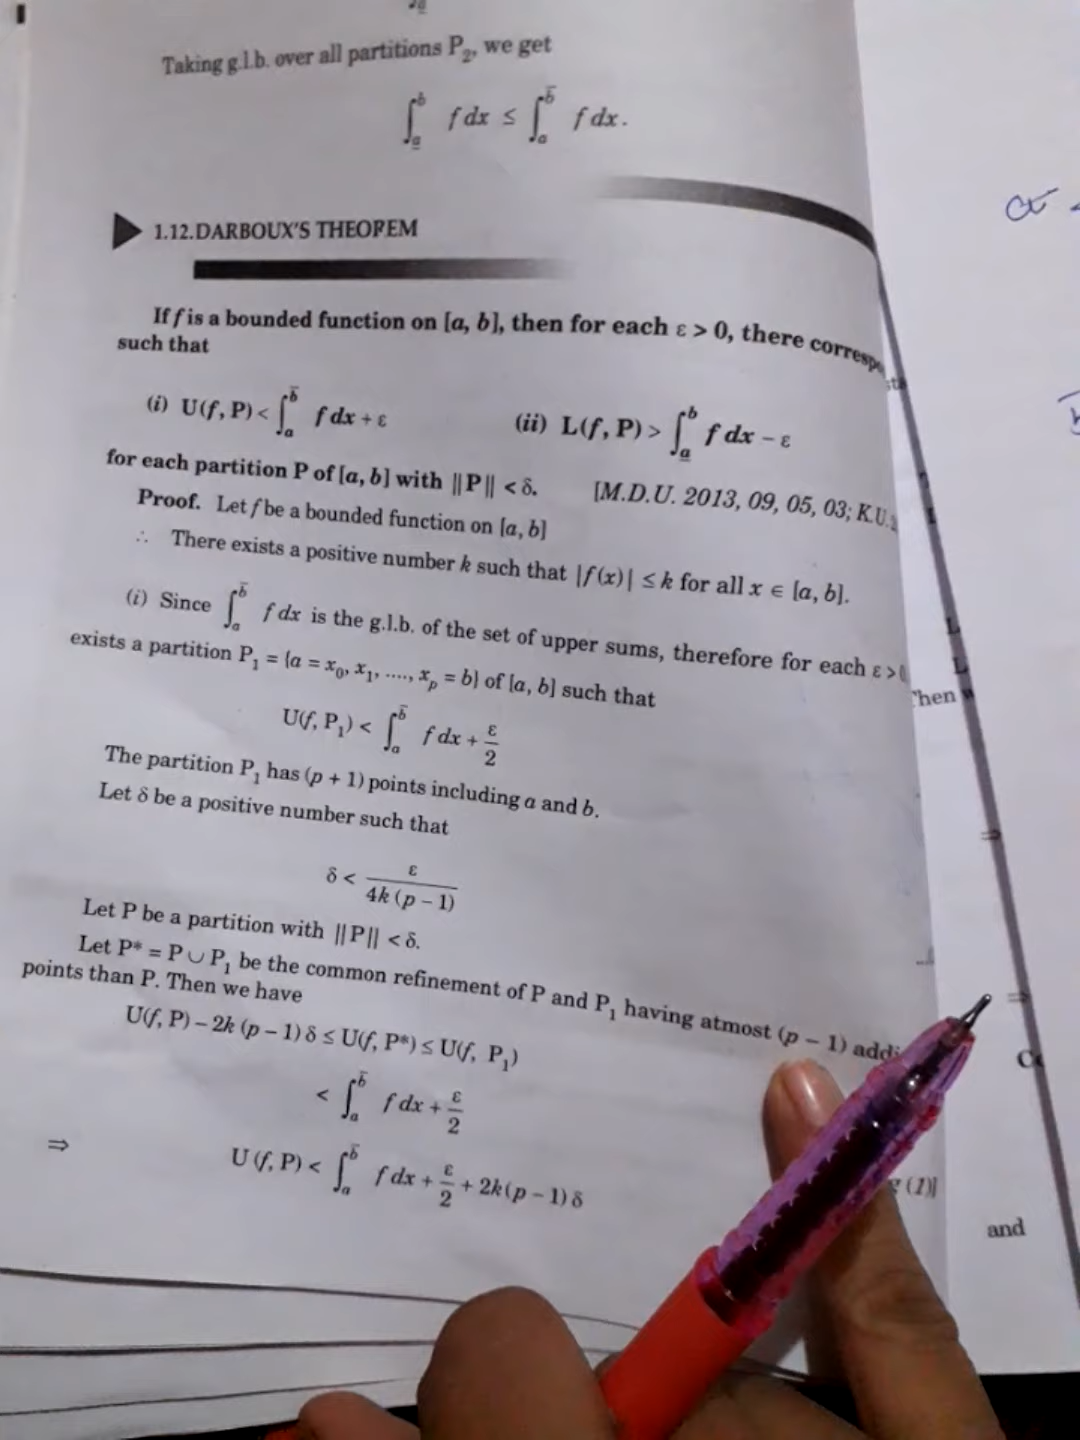 Taking g.l.b. over all partitions P₂, we get
∫_a̲^b f dx ≤ ∫_a^b̅ f dx.
1.12. DARBOUX'S THEOREM
If f is a bounded function on [a, b], then for each ε > 0, there
such that
(i) U(f, P) < ∫_a^b̅ f dx + ε (ii) L(f, P) > ∫_a̲^b f dx – ε
for each partition P of [a, b] with ||P|| < δ. [M.D.U. 2013, 09, 05, 03; K.U.
Proof. Let f be a bounded function on [a, b]
∴ There exists a positive number k such that |f(x)| ≤ k for all x ∈ [a, b].
(i) Since ∫_a^b̅ f dx is the g.l.b. of the set of upper sums, therefore for each ε > 0
exists a partition P₁ = {a = x₀, x₁, ...., xₚ = b} of [a, b] such that
U(f, P₁) < ∫_a^b̅ f dx + ε/2
The partition P₁ has (p + 1) points including a and b.
Let δ be a positive number such that
δ < ε/(4k (p – 1))
Let P be a partition with ||P|| < δ.
Let P* = P ∪ P₁ be the common refinement of P and P₁ having atmost (p – 1)
points than P. Then we have
U(f, P) – 2k (p – 1) δ ≤ U(f, P*) ≤ U(f, P₁)
< ∫_a^b̅ f dx + ε/2
⇒ U (f, P) < ∫_a^b̅ f dx + ε/2 + 2k(p – 1) δ
(1)]
and